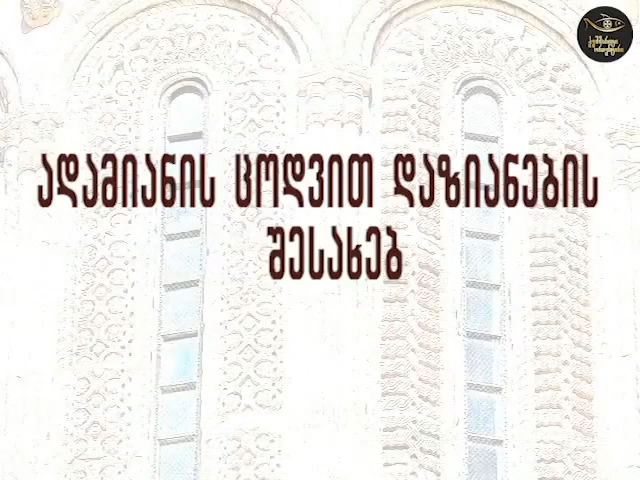 ადამიანის ცოდვით დაზიანების
შესახებ